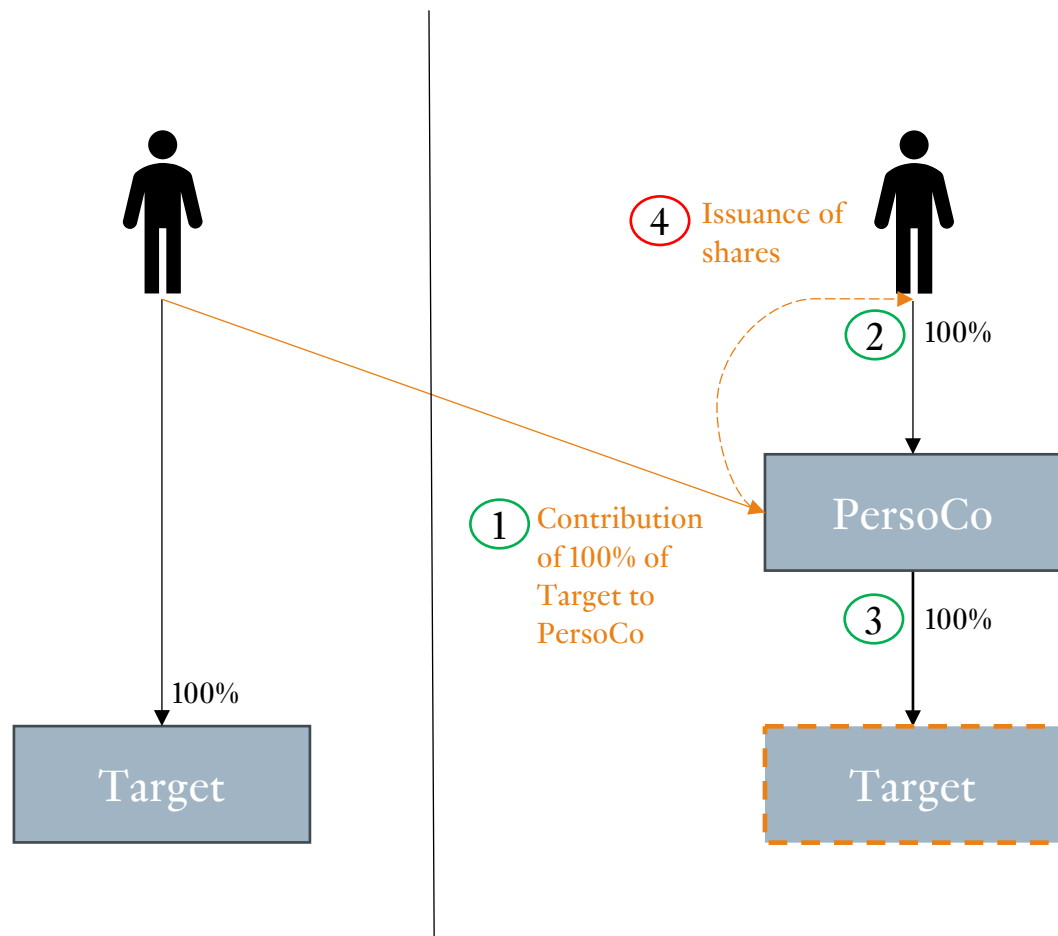 100%
Target
4
Issuance of
shares
2
100%
PersoCo
1
Contribution
of 100% of
Target to
PersoCo
3
100%
Target